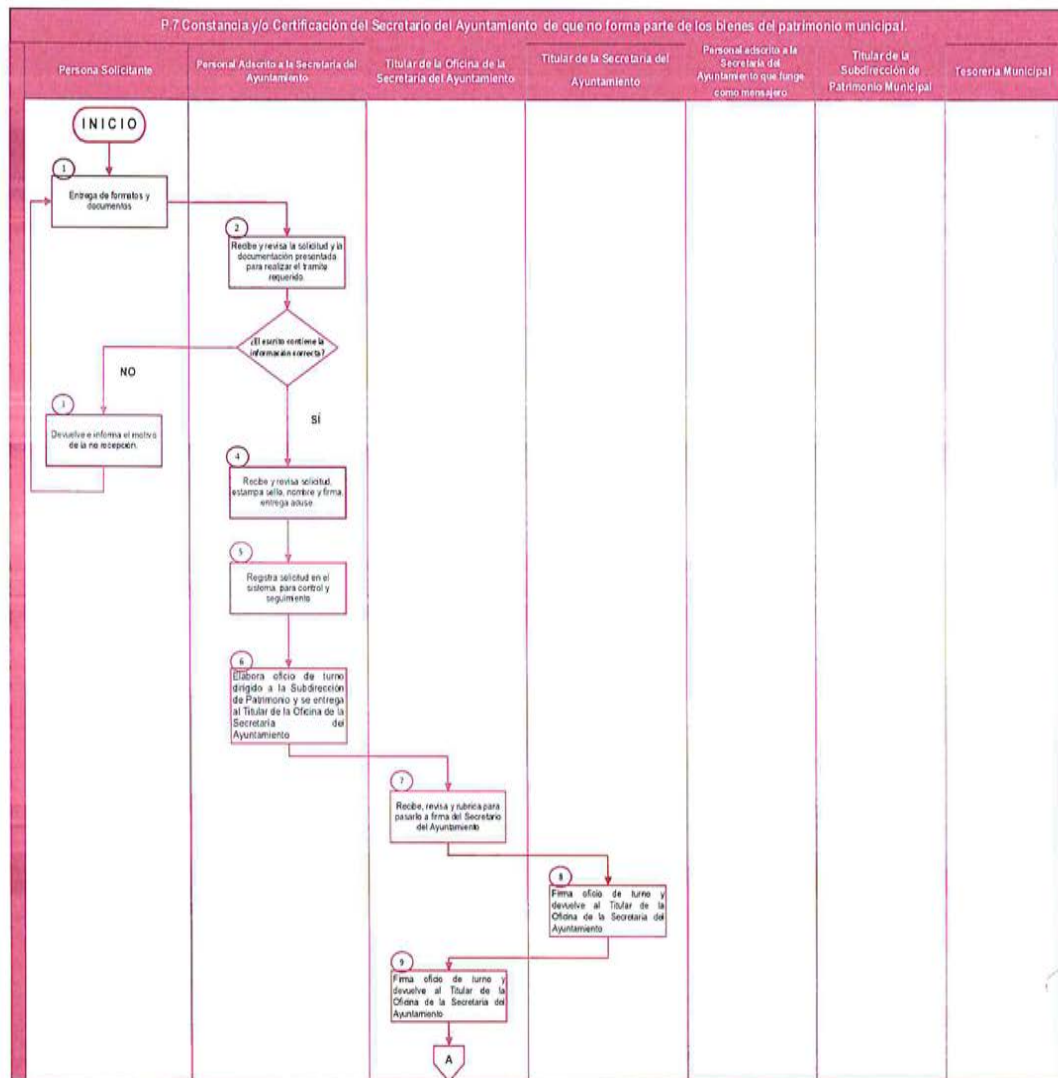 P.7 Constancia y/o Certificación del Secretario del Ayuntamiento de que no forma parte de los bienes del patrimonio municipal.
Persona Solicitante
Personal Adscrito a la Secretaría del
Ayuntamiento
Titular de la Oficina de la
Secretaría del Ayuntamiento
Titular de la Secretaría del
Ayuntamiento
Personal adscrito a la
Secretaría del
Ayuntamiento que funge
como mensajero
Titular de la
Subdirección de
Patrimonio Municipal
Tesorería Municipal
INICIO
1
Entrega de formatos y
documentos
2
Recibe y revisa la solicitud y la
documentación presentada
para realizar el tramite
requerido.
¿El escrito contiene la
información correcta?
NO
SÍ
3
Devuelve e informa el motivo
de la no recepción.
4
Recibe y revisa solicitud,
estampa sello, nombre y firma,
entrega acuse.
5
Registra solicitud en el
sistema, para control y
seguimiento
6
Elabora oficio de turno
dirigido a la Subdirección
de Patrimonio y se entrega
al Titular de la Oficina de la
Secretaría del
Ayuntamiento
7
Recibe, revisa y rubrica para
pasarlo a firma del Secretario
del Ayuntamiento
8
Firma oficio de turno y
devuelve al Titular de la
Oficina de la Secretaría del
Ayuntamiento
9
Firma oficio de turno y
devuelve al Titular de la
Oficina de la Secretaría del
Ayuntamiento
A